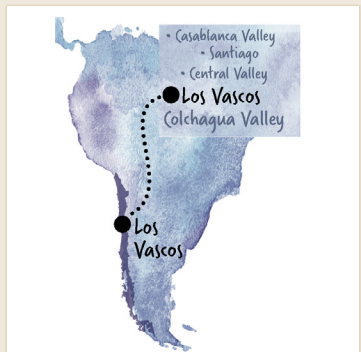 • Casablanca Valley
• Santiago
• Central Valley
Los Vascos
Colchagua Valley
Los
Vascos